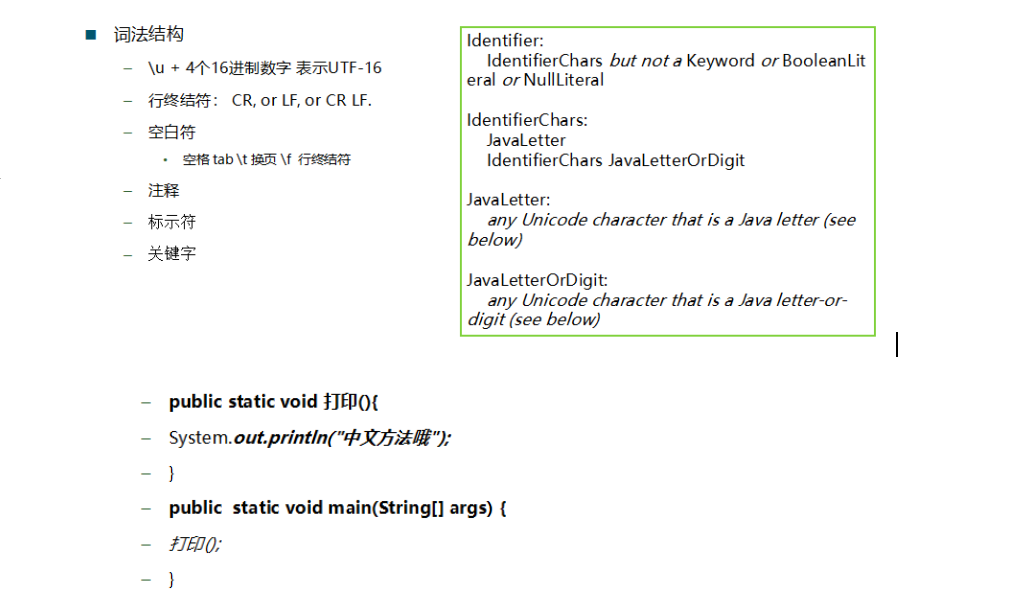 ■ 词法结构
– \u + 4个16进制数字 表示UTF-16
– 行终结符： CR, or LF, or CR LF.
– 空白符
• 空格 tab \t 换页 \f 行终结符
– 注释
– 标示符
– 关键字
Identifier:
IdentifierChars but not a Keyword or BooleanLit
eral or NullLiteral
IdentifierChars:
JavaLetter
IdentifierChars JavaLetterOrDigit
JavaLetter:
any Unicode character that is a Java letter (see
below)
JavaLetterOrDigit:
any Unicode character that is a Java letter-or-
digit (see below)
– public static void 打印(){
– System.out.println("中文方法哦");
– }
– public  static void main(String[] args) {
– 打印();
– }